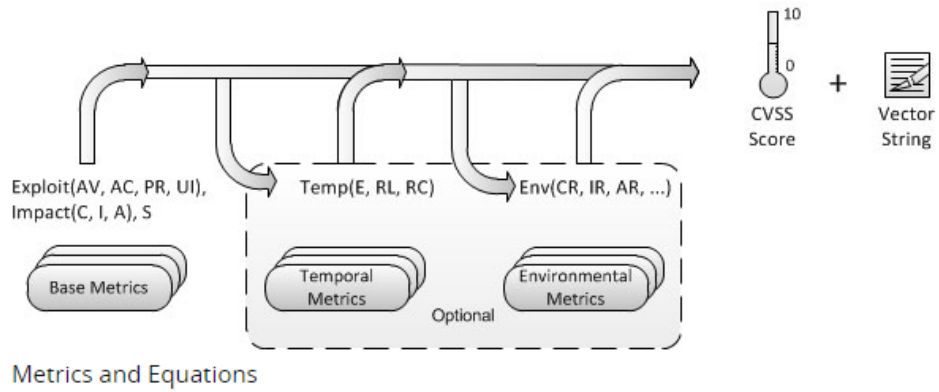 10
0
CVSS
Score
+
Vector
String
Exploit(AV, AC, PR, UI),
Impact(C, I, A), S
Temp(E, RL, RC)
Env(CR, IR, AR, ...)
Base Metrics
Temporal
Metrics
Environmental
Metrics
Optional
Metrics and Equations